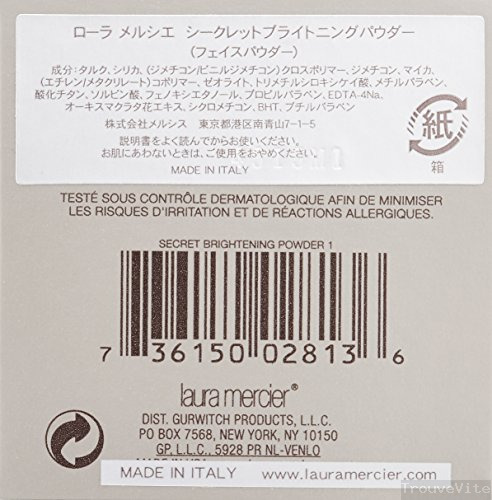 ローラ メルシエ シークレットブライトニングパウダー
(フェイスパウダー)
成分:タルク、シリカ、(ジメチコン/ビニルジメチコン)クロスポリマー、ジメチコン、マイカ、
(エチレン/メタクリレート)コポリマー、ゼオライト、トリメチルシロキシケイ酸、メチルパラベン、
酸化チタン、ソルビン酸、フェノキシエタノール、プロピルパラベン、EDTA-4Na、
オーキスマクラタ花エキス、シクロメチコン、BHT、ブチルパラベン
株式会社メルシス 東京都港区南青山7-1-5
説明書をよく読んでからお使いください。
お肌にあわないときは、ご使用をおやめください。
MADE IN ITALY
紙
箱
TESTÉ SOUS CONTRÔLE DERMATOLOGIQUE AFIN DE MINIMISER
LES RISQUES D'IRRITATION ET DE RÉACTIONS ALLERGIQUES.
SECRET BRIGHTENING POWDER 1
7 36150 02813 6
laura mercier®
DIST. GURWITCH PRODUCTS, L.L.C.
PO BOX 7568, NEW YORK, NY 10150
GP, L.L.C., 5928 PR NL-VENLO
MADE IN ITALY www.lauramercier.com
TrouveVite